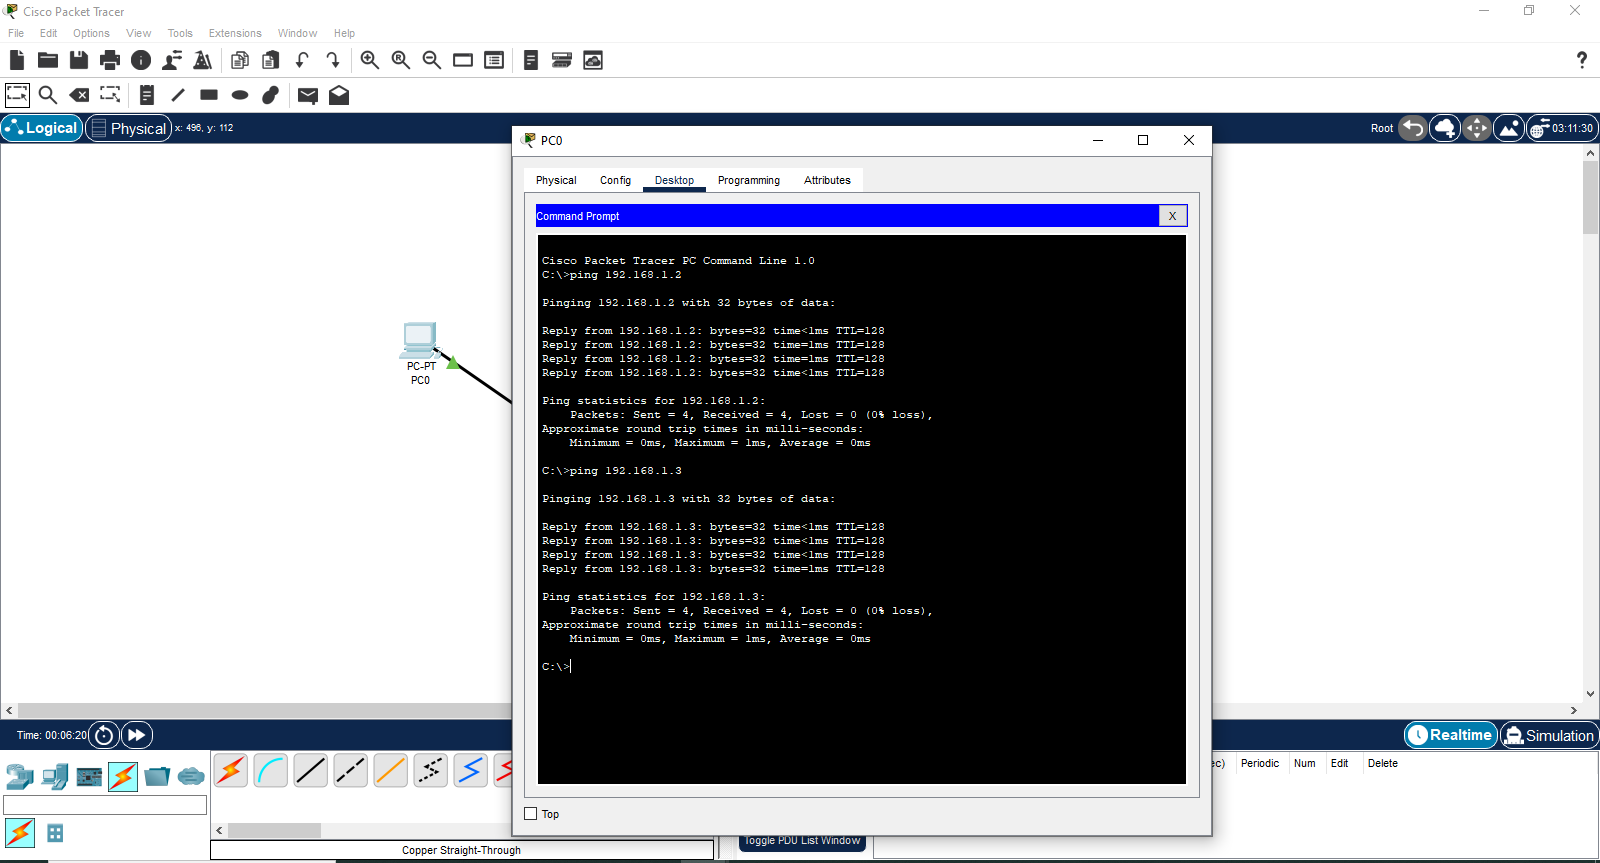 Cisco Packet Tracer
File Edit Options View Tools Extensions Window Help
Logical Physical x: 496, y: 112
Root 03:11:30
PC0
Physical Config Desktop Programming Attributes
Command Prompt X
Cisco Packet Tracer PC Command Line 1.0
C:\>ping 192.168.1.2
Pinging 192.168.1.2 with 32 bytes of data:
Reply from 192.168.1.2: bytes=32 time<1ms TTL=128
Reply from 192.168.1.2: bytes=32 time=1ms TTL=128
Reply from 192.168.1.2: bytes=32 time=1ms TTL=128
Reply from 192.168.1.2: bytes=32 time<1ms TTL=128
Ping statistics for 192.168.1.2:
Packets: Sent = 4, Received = 4, Lost = 0 (0% loss),
Approximate round trip times in milli-seconds:
Minimum = 0ms, Maximum = 1ms, Average = 0ms
C:\>ping 192.168.1.3
Pinging 192.168.1.3 with 32 bytes of data:
Reply from 192.168.1.3: bytes=32 time<1ms TTL=128
Reply from 192.168.1.3: bytes=32 time<1ms TTL=128
Reply from 192.168.1.3: bytes=32 time<1ms TTL=128
Reply from 192.168.1.3: bytes=32 time=1ms TTL=128
Ping statistics for 192.168.1.3:
Packets: Sent = 4, Received = 4, Lost = 0 (0% loss),
Approximate round trip times in milli-seconds:
Minimum = 0ms, Maximum = 1ms, Average = 0ms
C:\>
Top
PC-PT
PC0
Time: 00:06:20
Realtime Simulation
ec) Periodic Num Edit Delete
Toggle PDU List Window
Copper Straight-Through